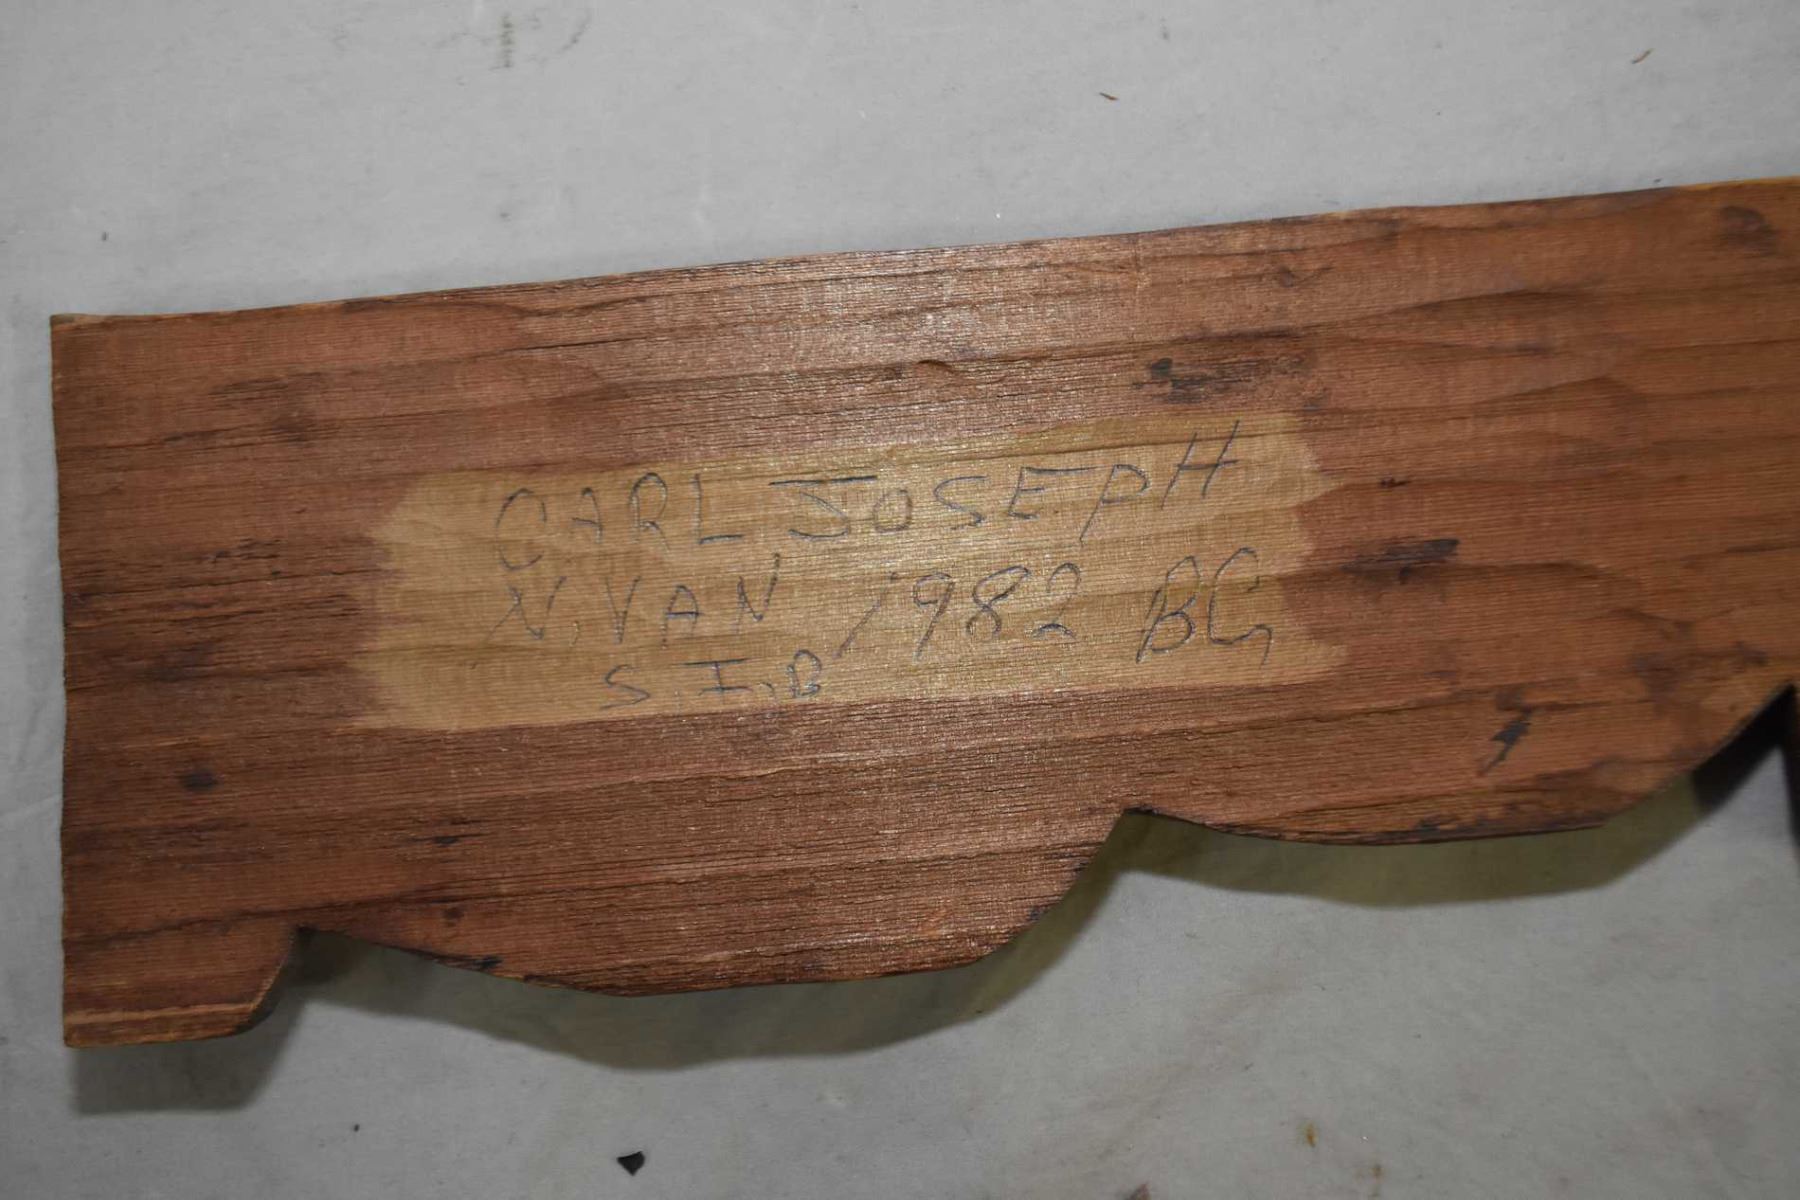 CARL JOSEPH
N. VAN 1982 BC
S.I.B